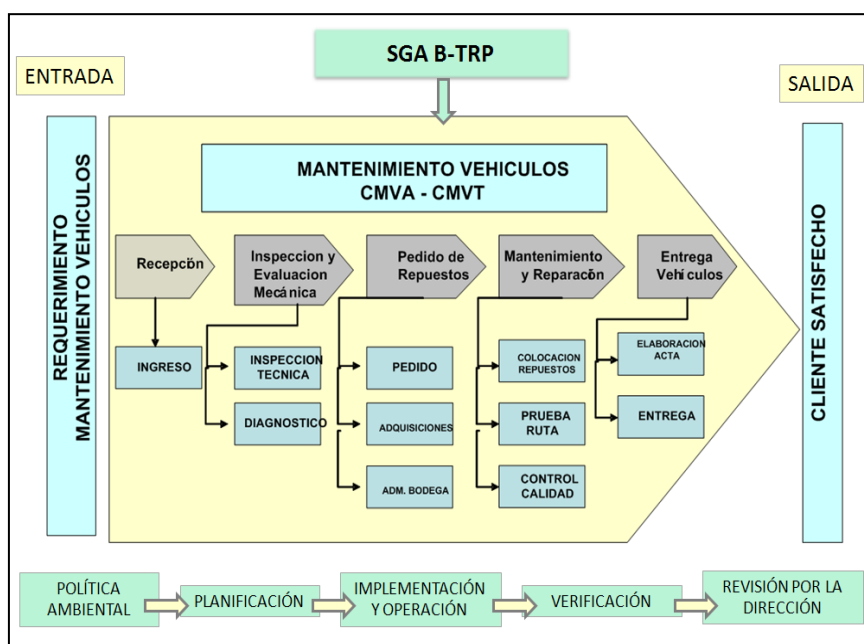 SGA B-TRP
ENTRADA
SALIDA
REQUERIMIENTO
MANTENIMIENTO VEHICULOS
MANTENIMIENTO VEHICULOS
CMVA - CMVT
CLIENTE SATISFECHO
Recepción
Inspeccion y
Evaluacion
Mecánica
Pedido de
Repuestos
Mantenimiento
y Reparacón
Entrega
Vehículos
INGRESO
INSPECCION
TECNICA
DIAGNOSTICO
PEDIDO
ADQUISICIONES
ADM. BODEGA
COLOCACION
REPUESTOS
PRUEBA
RUTA
CONTROL
CALIDAD
ELABORACION
ACTA
ENTREGA
POLÍTICA
AMBIENTAL
PLANIFICACIÓN
IMPLEMENTACIÓN
Y OPERACIÓN
VERIFICACIÓN
REVISIÓN POR LA
DIRECCIÓN